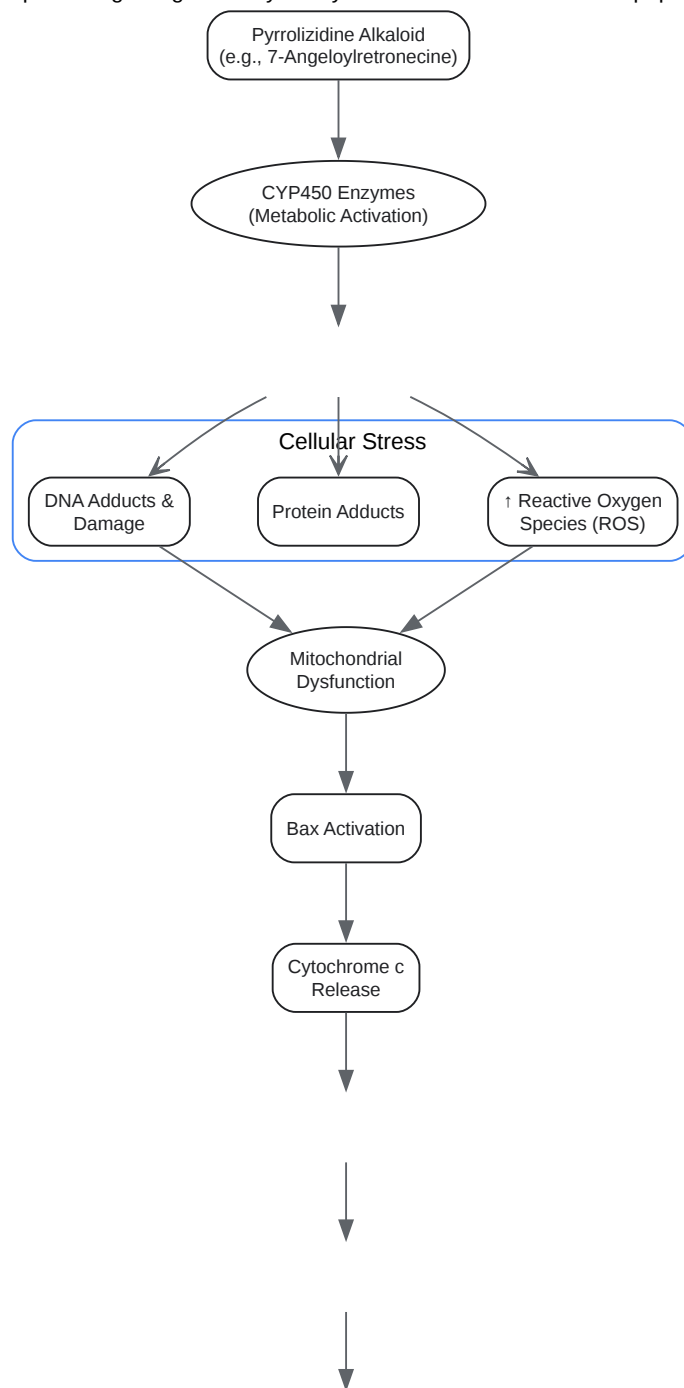 Pyrrolizidine Alkaloid
(e.g., 7-Angeloylretronecine)
CYP450 Enzymes
(Metabolic Activation)
Cellular Stress
DNA Adducts &
Damage
Protein Adducts
↑ Reactive Oxygen
Species (ROS)
Mitochondrial
Dysfunction
Bax Activation
Cytochrome c
Release